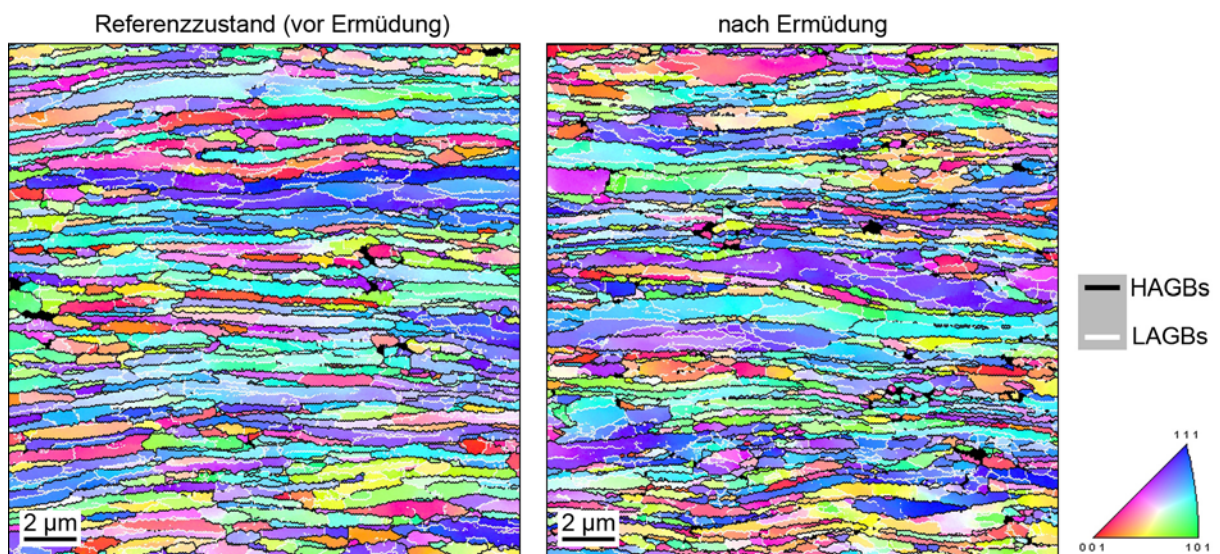 Referenzzustand (vor Ermüdung)
nach Ermüdung
HAGBs
LAGBs
111
001
101
2 µm
2 µm